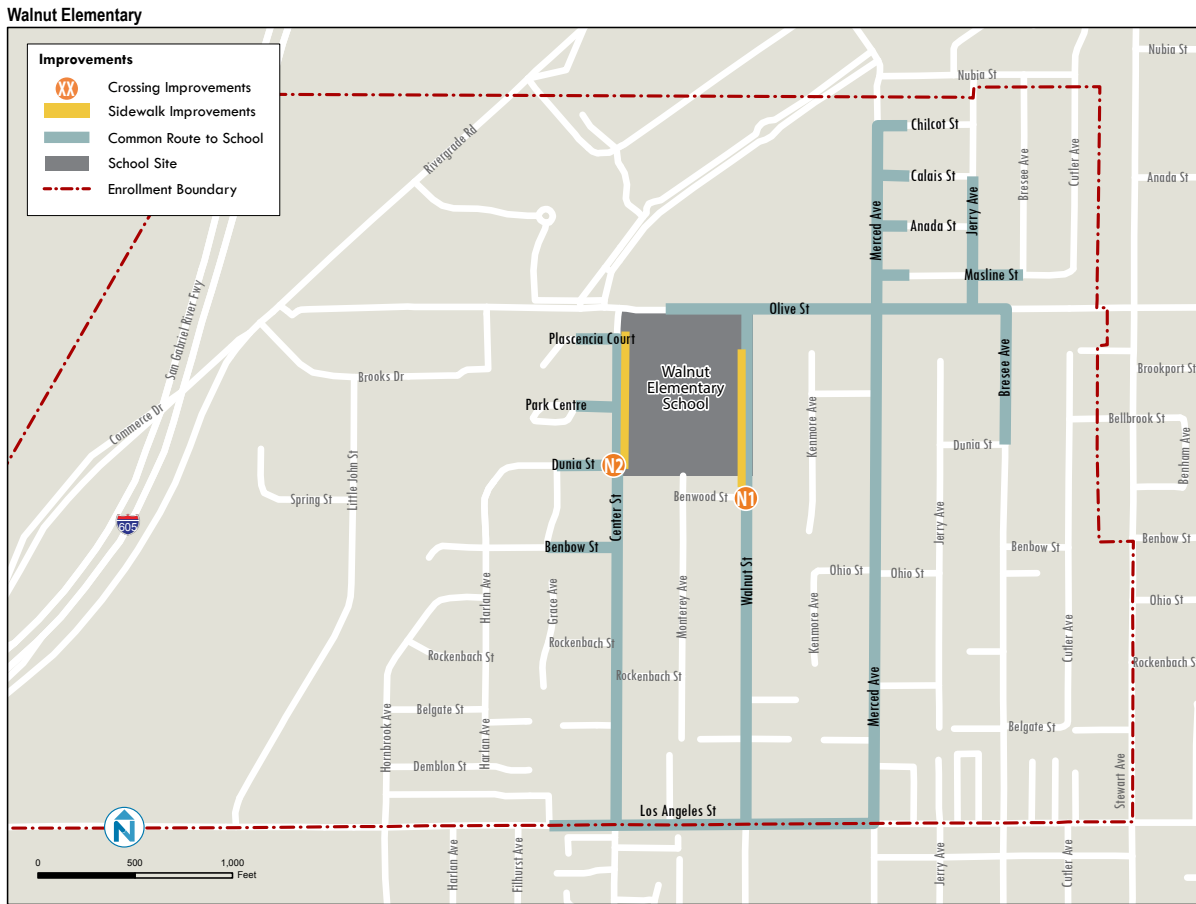 Walnut Elementary
Improvements
XX Crossing Improvements
Sidewalk Improvements
Common Route to School
School Site
Enrollment Boundary
Nubia St
Nubia St
Chilcot St
Rivergrade Rd
Bresee Ave
Cutler Ave
Calais St
Anada St
Jerry Ave
Merced Ave
Anada St
Masline St
San Gabriel River Fwy
Olive St
Plascencia Court
Walnut
Elementary
School
Bresee Ave
Brookport St
Brooks Dr
Commerce Dr
Park Centre
Kenmore Ave
Bellbrook St
Dunia St
Benham Ave
Dunia St
N2
Little John St
Spring St
Benwood St
N1
Center St
Jerry Ave
605
Benbow St
Benbow St
Benbow St
Walnut St
Ohio St
Ohio St
Harlan Ave
Grace Ave
Monterey Ave
Kenmore Ave
Ohio St
Cutler Ave
Rockenbach St
Rockenbach St
Rockenbach St
Rockenbach St
Merced Ave
Belgate St
Hornbrook Ave
Harlan Ave
Belgate St
Demblon St
Stewart Ave
Los Angeles St
N
0 500 1,000
Feet
Harlan Ave
Filhurst Ave
Jerry Ave
Cutler Ave